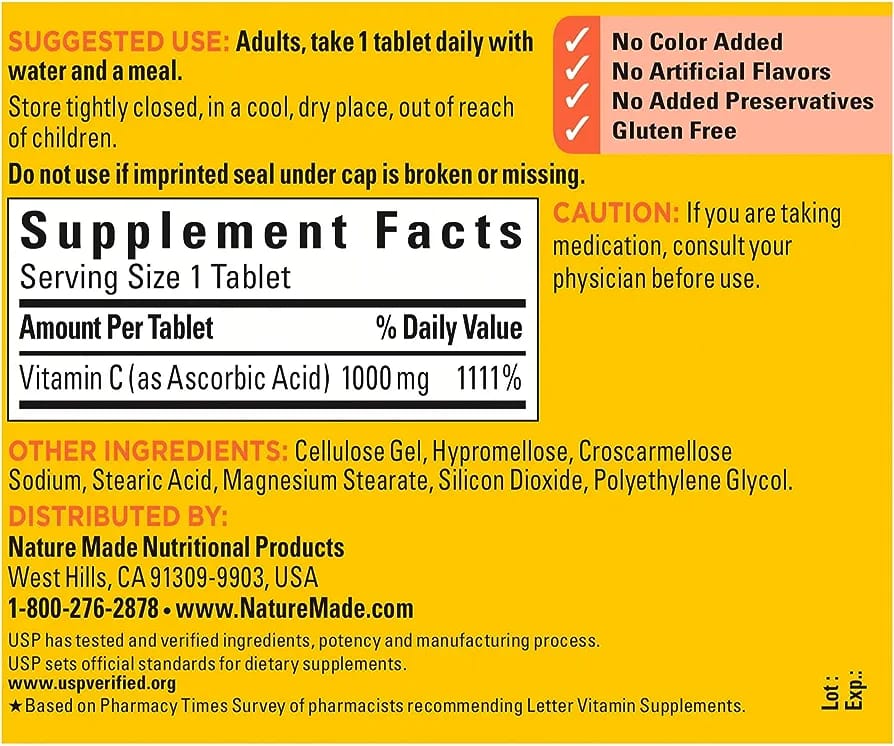 SUGGESTED USE: Adults, take 1 tablet daily with
water and a meal.
Store tightly closed, in a cool, dry place, out of reach
of children.
Do not use if imprinted seal under cap is broken or missing.
✓ No Color Added
✓ No Artificial Flavors
✓ No Added Preservatives
✓ Gluten Free
Supplement Facts
Serving Size 1 Tablet
Amount Per Tablet % Daily Value
Vitamin C (as Ascorbic Acid) 1000 mg 1111%
CAUTION: If you are taking
medication, consult your
physician before use.
OTHER INGREDIENTS: Cellulose Gel, Hypromellose, Croscarmellose
Sodium, Stearic Acid, Magnesium Stearate, Silicon Dioxide, Polyethylene Glycol.
DISTRIBUTED BY:
Nature Made Nutritional Products
West Hills, CA 91309-9903, USA
1-800-276-2878 • www.NatureMade.com
USP has tested and verified ingredients, potency and manufacturing process.
USP sets official standards for dietary supplements.
www.uspverified.org
★Based on Pharmacy Times Survey of pharmacists recommending Letter Vitamin Supplements.
Lot :
Exp.: